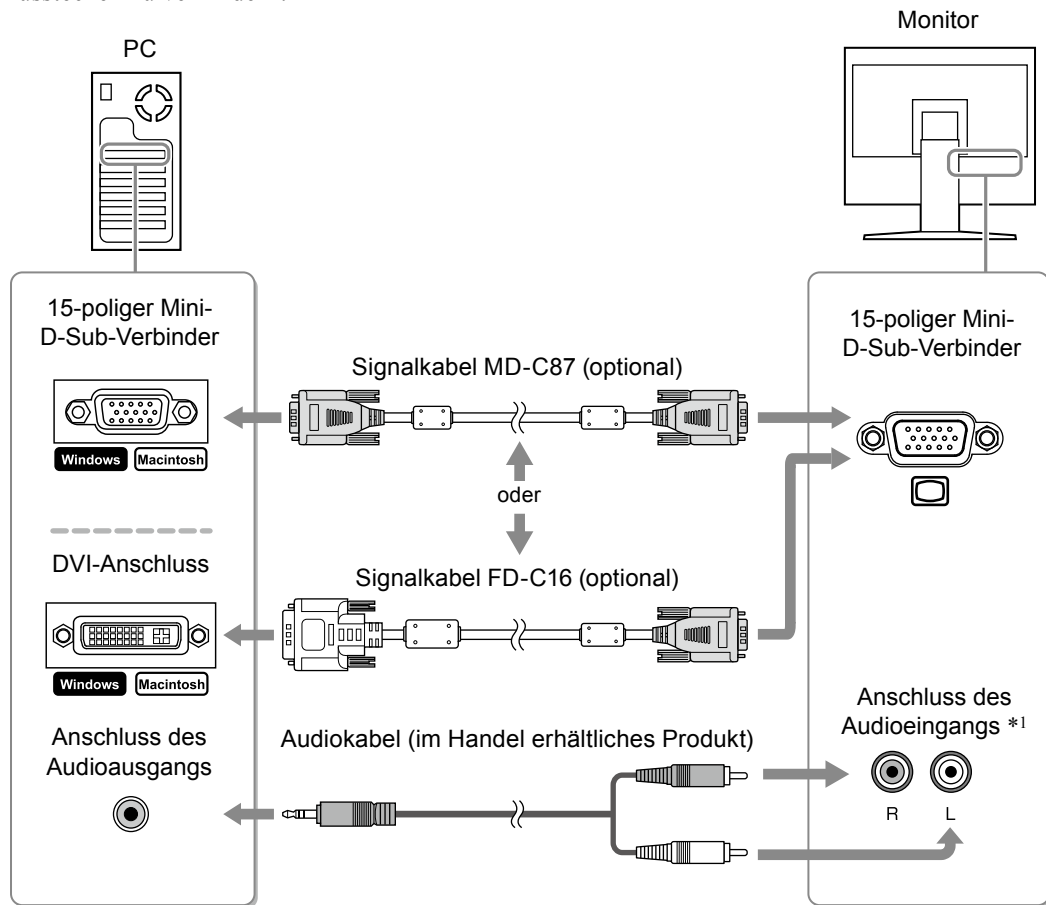 Monitor
PC
15-poliger Mini-
D-Sub-Verbinder
15-poliger Mini-
D-Sub-Verbinder
Signalkabel MD-C87 (optional)
Windows Macintosh
oder
DVI-Anschluss
Signalkabel FD-C16 (optional)
Windows Macintosh
Anschluss des
Audioausgangs
Audiokabel (im Handel erhältliches Produkt)
Anschluss des
Audioeingangs *1
R L